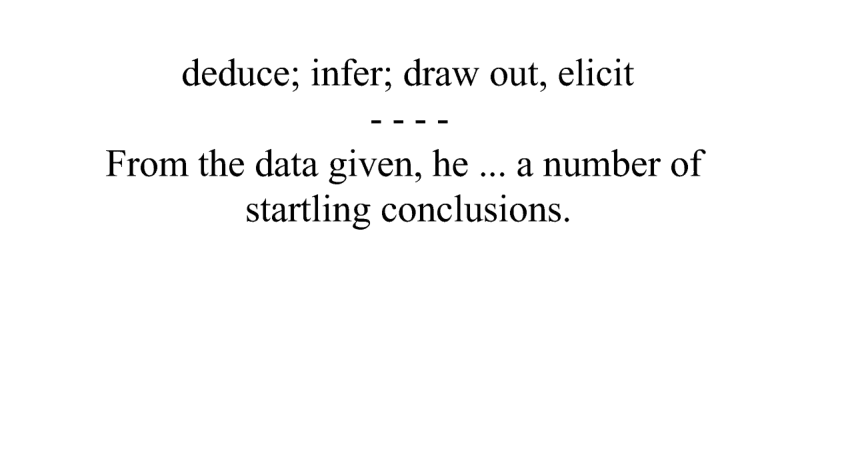 deduce; infer; draw out, elicit
- - - -
From the data given, he ... a number of
startling conclusions.